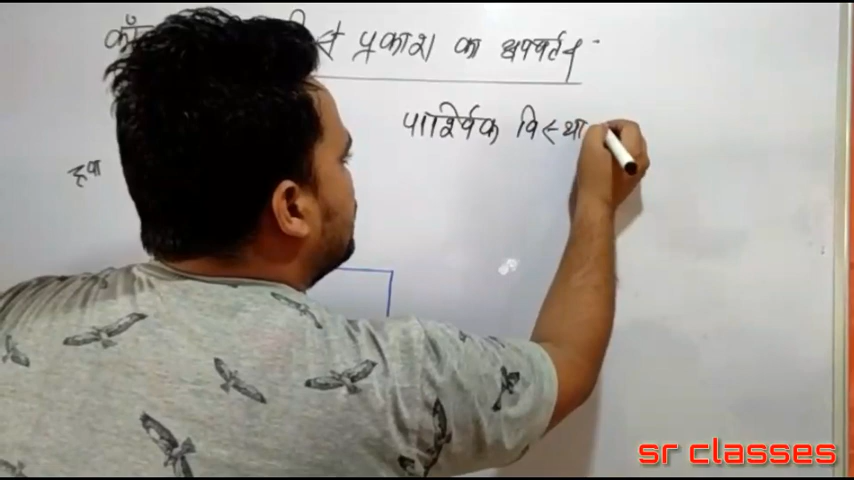 प्रकाश का अपवर्तन
पार्श्विक विस्था
हवा
sr classes